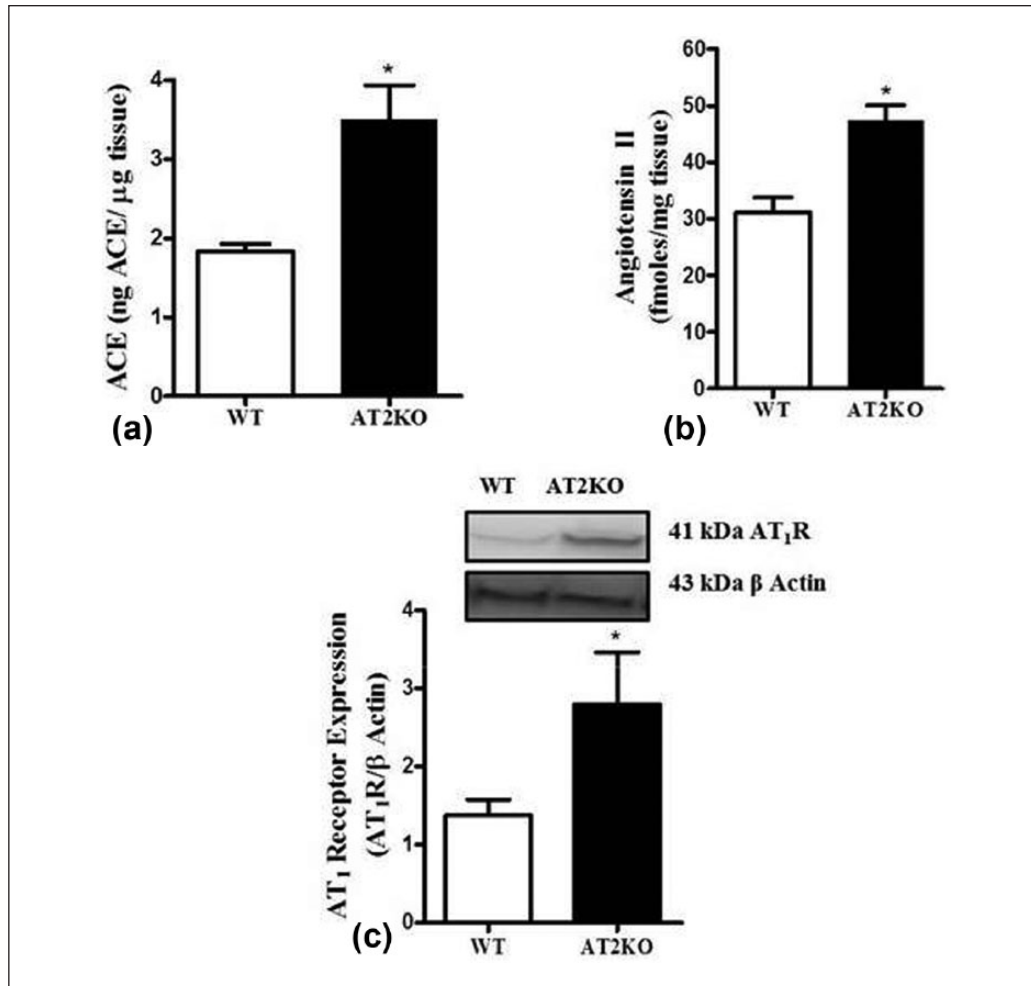 4
*
3
2
1
0
ACE (ng ACE/ μg tissue)
WT AT2KO
(a)
60
*
50
40
30
20
10
0
Angiotensin II
(fmoles/mg tissue)
WT AT2KO
(b)
WT AT2KO
41 kDa AT₁R
43 kDa β Actin
4
*
3
2
1
0
AT₁ Receptor Expression
(AT₁R/β Actin)
WT AT2KO
(c)